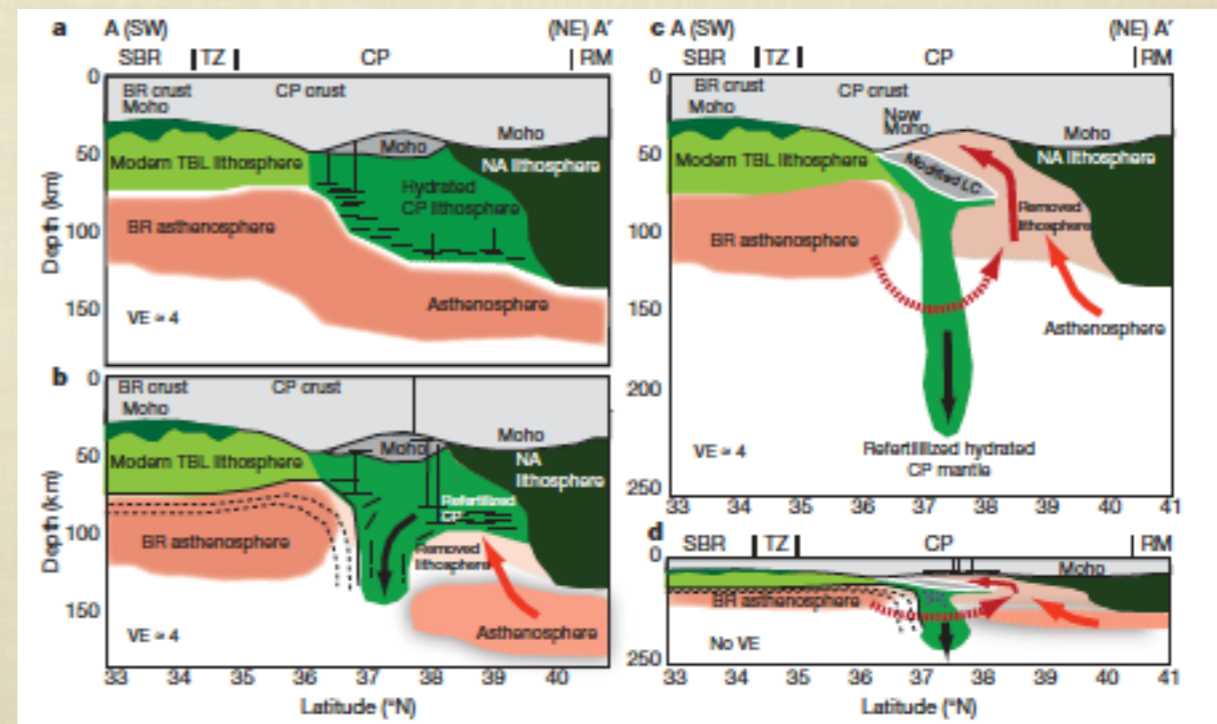 a A (SW) (NE) A′
SBR TZ CP RM
0
BR crust CP crust
Moho
Moho
Moho
50
Modern TBL lithosphere
NA lithosphere
Hydrated
CP lithosphere
100
BR asthenosphere
Asthenosphere
150
VE = 4
Depth (km)
b 0
BR crust CP crust
Moho
Moho
Moho
50
Modern TBL lithosphere
NA
lithosphere
Refertilized
CP
100
BR asthenosphere
Removed
lithosphere
150
Asthenosphere
VE = 4
Depth (km)
33 34 35 36 37 38 39 40
Latitude (°N)
c A (SW) (NE) A′
SBR TZ CP RM
0
BR crust CP crust
Moho
New
Moho
Moho
50
Modern TBL lithosphere
Modified LC
NA lithosphere
Removed
lithosphere
100
BR asthenosphere
150
Asthenosphere
200
Refertilized hydrated
CP mantle
VE = 4
250
33 34 35 36 37 38 39 40 41
d SBR TZ CP RM
0
Moho
BR asthenosphere
No VE
250
33 34 35 36 37 38 39 40 41
Latitude (°N)